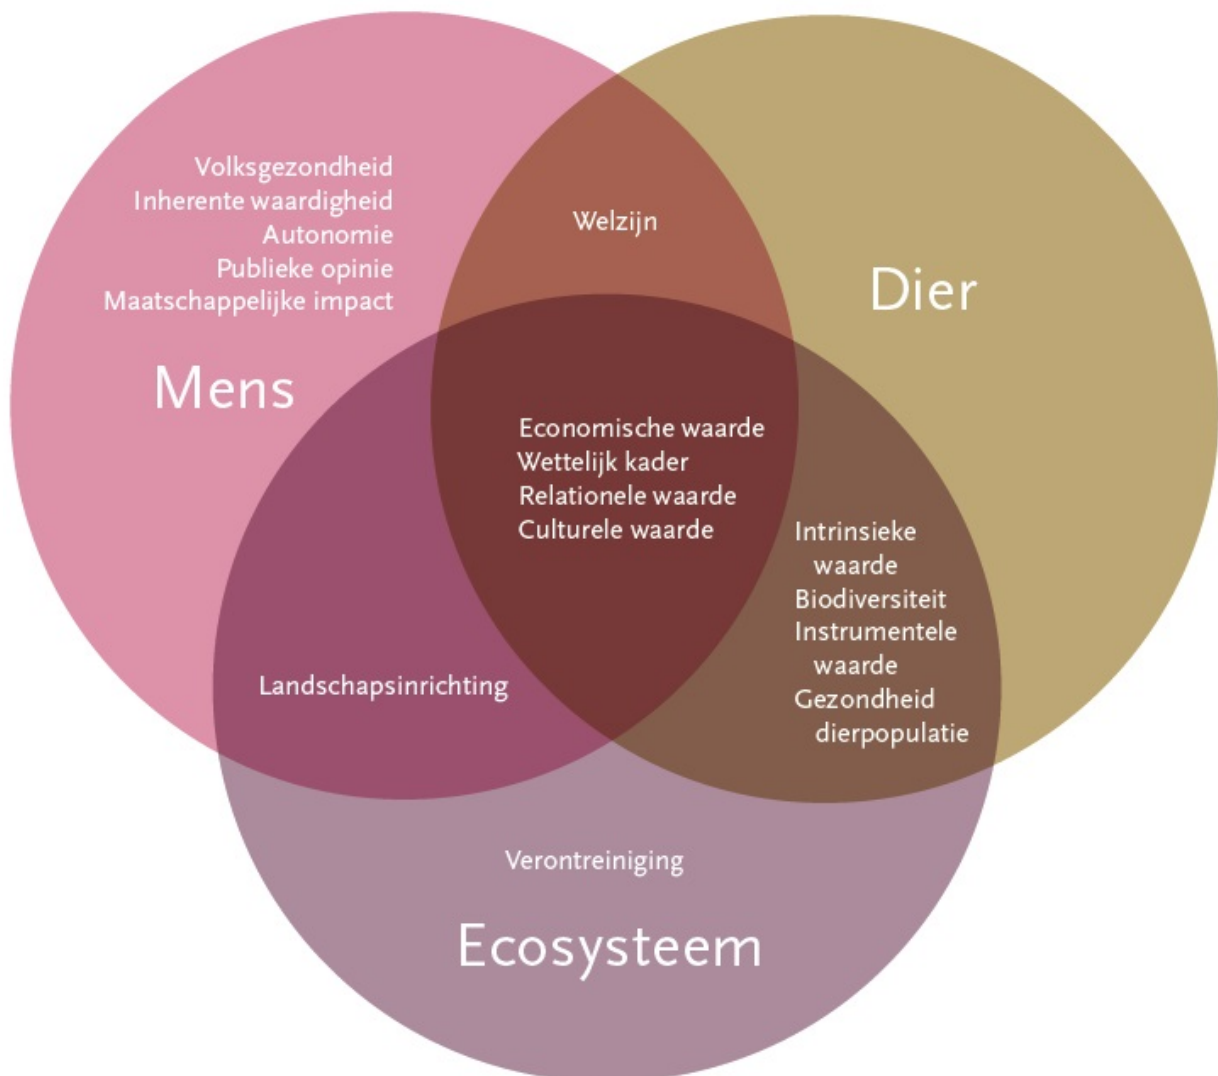 Volksgezondheid
Inherente waardigheid
Autonomie
Publieke opinie
Maatschappelijke impact
Mens
Welzijn
Dier
Economische waarde
Wettelijk kader
Relationele waarde
Culturele waarde
Intrinsieke
waarde
Biodiversiteit
Instrumentele
waarde
Gezondheid
dierpopulatie
Landschapsinrichting
Verontreiniging
Ecosysteem